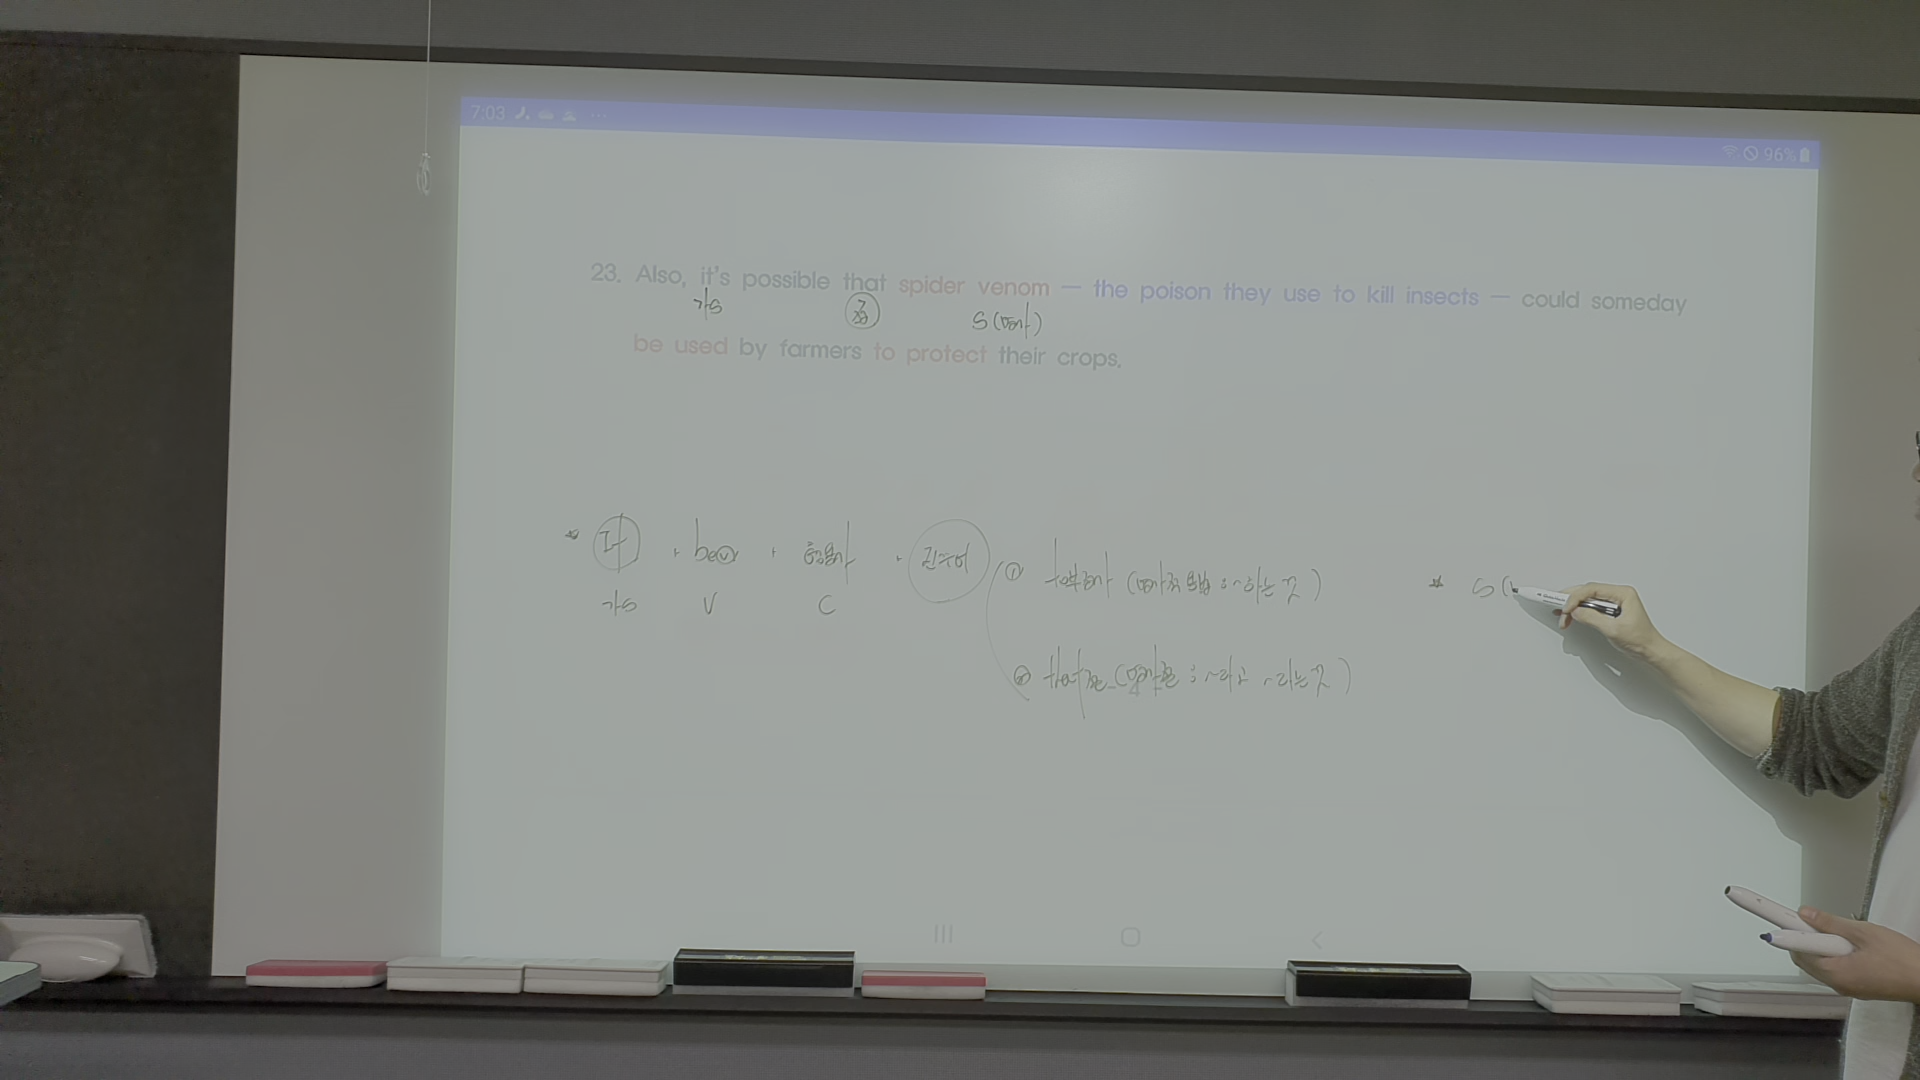 7:03
96%
23. Also, it's possible that spider venom — the poison they use to kill insects — could someday
가S 접 S(명사)
be used by farmers to protect their crops.
* It + beⓥ + 형용사 + 진주어 ① to부정사 (명사적 용법 : ~하는 것) * S(
가S V C
② that절 (명사절 : ~라고 ~라는 것)